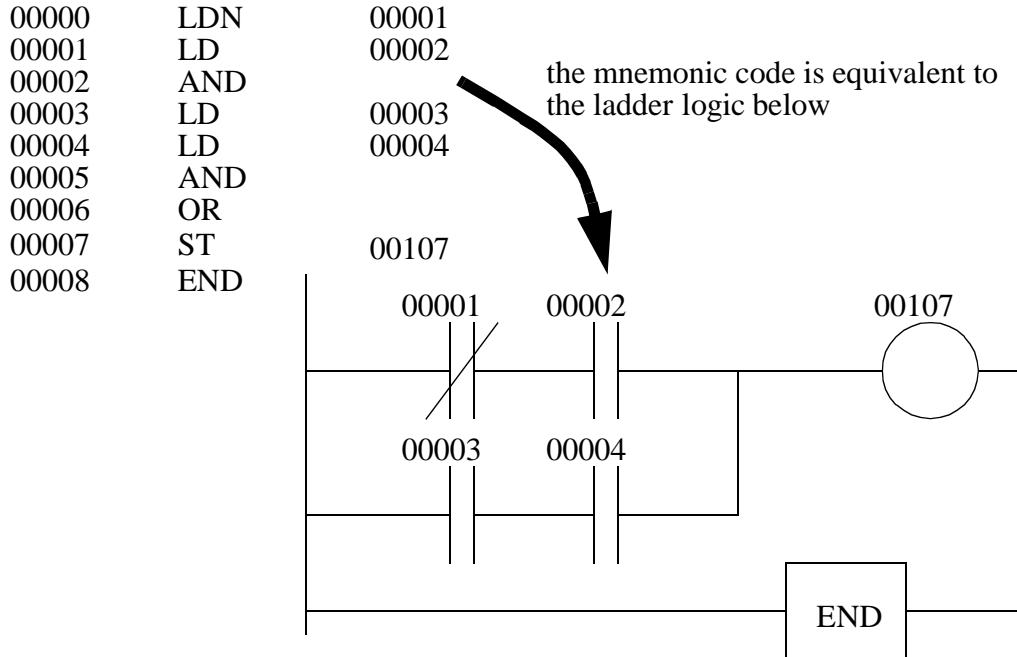 00000 LDN 00001
00001 LD 00002
00002 AND
00003 LD 00003
00004 LD 00004
00005 AND
00006 OR
00007 ST 00107
00008 END
the mnemonic code is equivalent to
the ladder logic below
00001 00002 00107
00003 00004
END